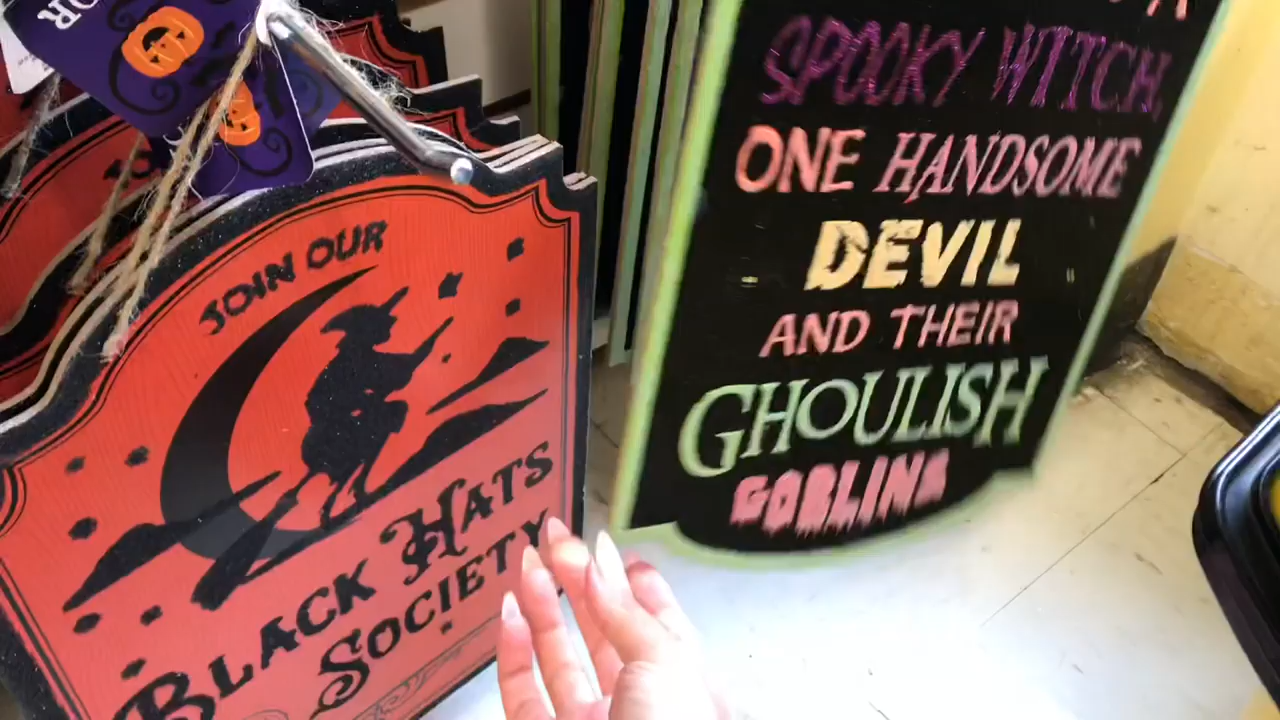 JOIN OUR
BLACK HATS
SOCIETY
SPOOKY WITCH,
ONE HANDSOME
DEVIL
AND THEIR
GHOULISH
GOBLINS